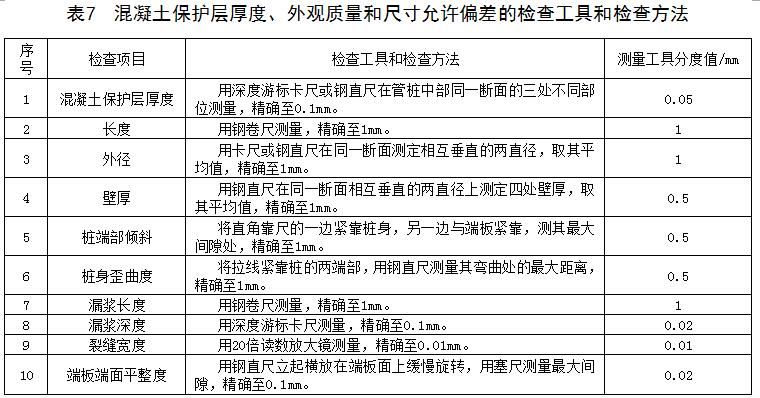 表7 混凝土保护层厚度、外观质量和尺寸允许偏差的检查工具和检查方法
序号 检查项目 检查工具和检查方法 测量工具分度值/mm
1 混凝土保护层厚度 用深度游标卡尺或钢直尺在管桩中部同一断面的三处不同部
位测量,精确至0.1mm。 0.05
2 长度 用钢卷尺测量,精确至1mm。 1
3 外径 用卡尺或钢直尺在同一断面测定相互垂直的两直径,取其平
均值,精确至1mm。 1
4 壁厚 用钢直尺在同一断面相互垂直的两直径上测定四处壁厚,取
其平均值,精确至1mm。 0.5
5 桩端部倾斜 将直角靠尺的一边紧靠桩身,另一边与端板紧靠,测其最大
间隙处,精确至1mm。 0.5
6 桩身歪曲度 将拉线紧靠桩的两端部,用钢直尺测量其弯曲处的最大距离,
精确至1mm。 0.5
7 漏浆长度 用钢卷尺测量,精确至1mm。 1
8 漏浆深度 用深度游标卡尺测量,精确至0.1mm。 0.02
9 裂缝宽度 用20倍读数放大镜测量,精确至0.01mm。 0.01
10 端板端面平整度 用钢直尺立起横放在端板面上缓慢旋转,用塞尺测量最大间
隙,精确至0.1mm。 0.02